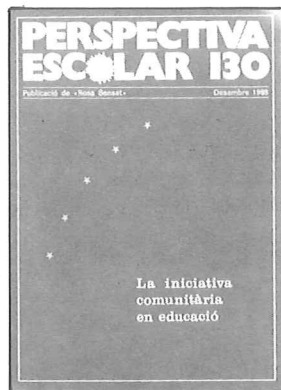 PERSPECTIVA
ESCOLAR 130
Publicació de «Rosa Sensat» Desembre 1988
La iniciativa
comunitària
en educació